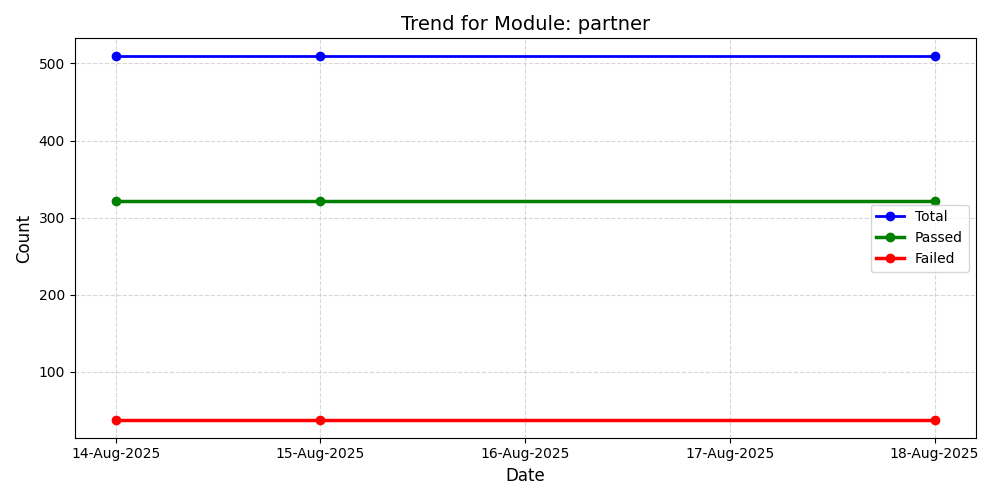 Trend for Module: partner
500
400
300
200
100
Count
Total
Passed
Failed
14-Aug-2025
15-Aug-2025
16-Aug-2025
17-Aug-2025
18-Aug-2025
Date